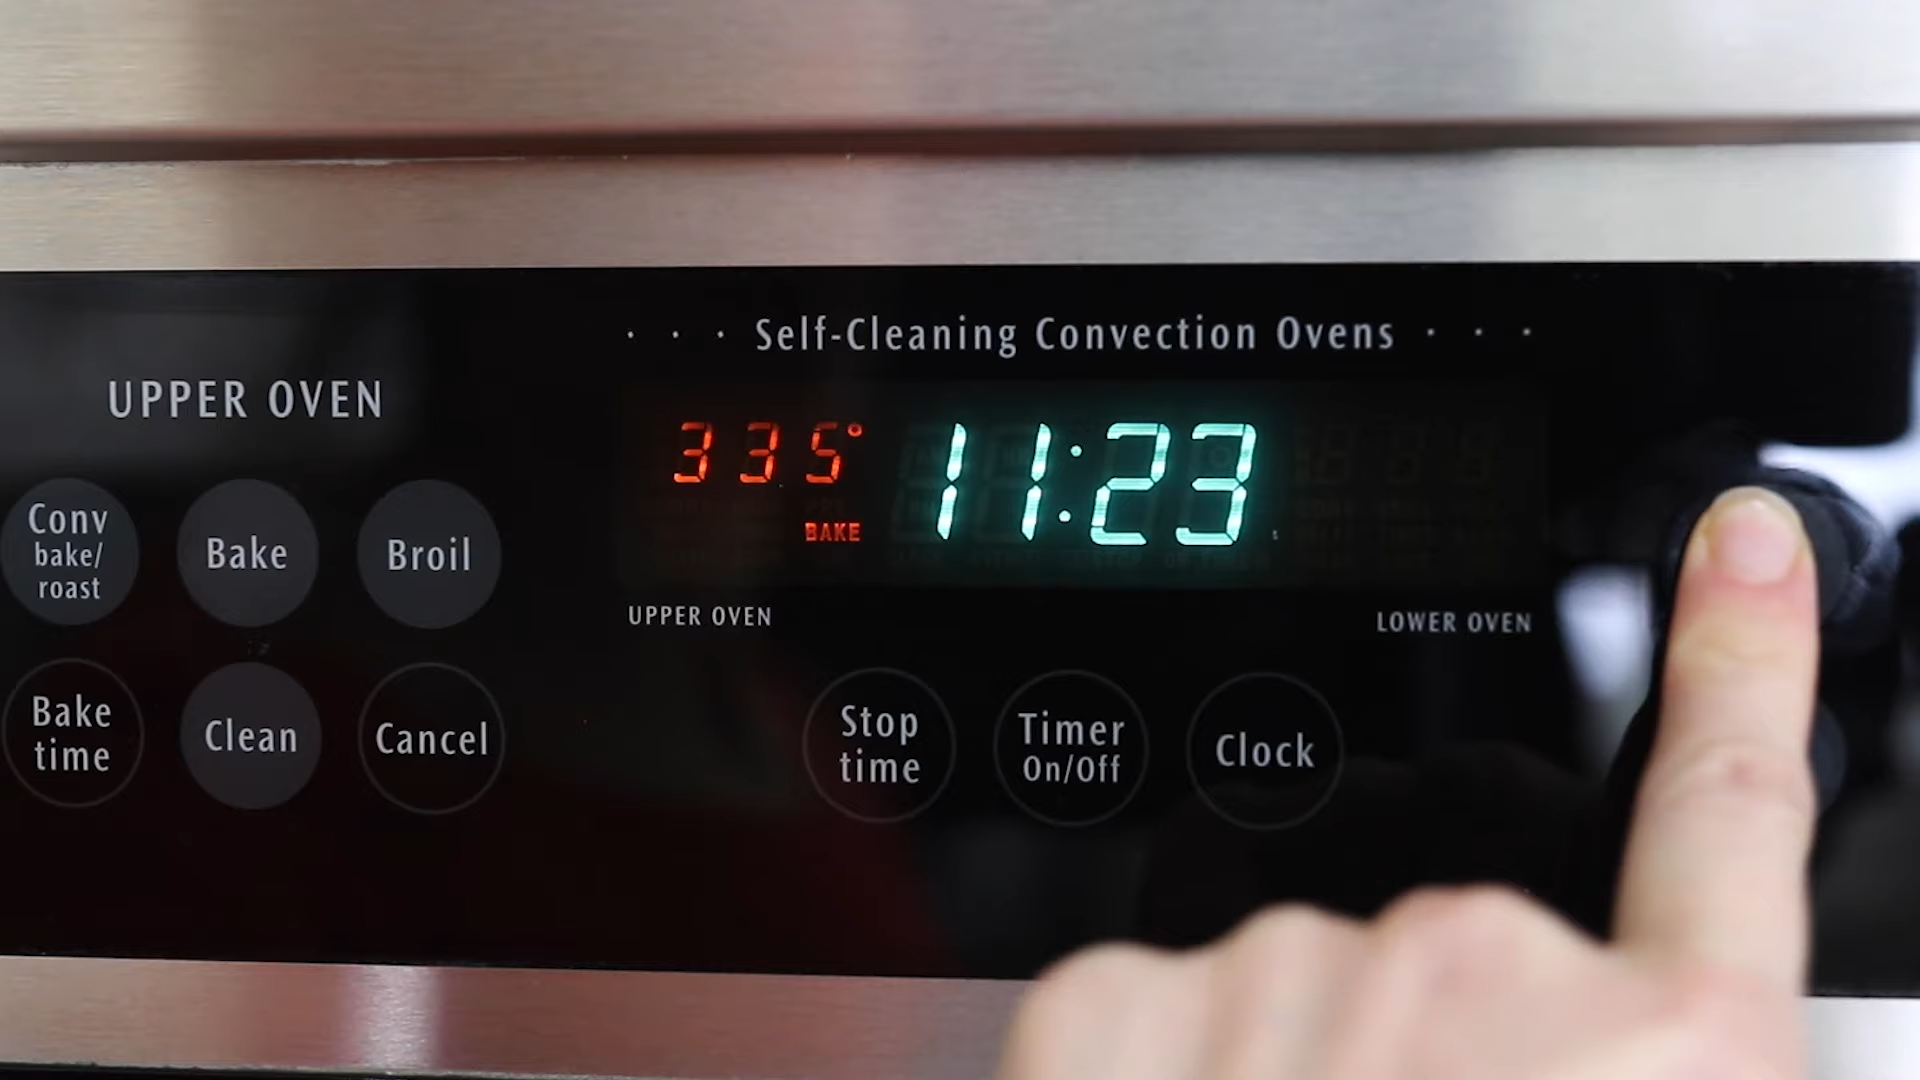 · · · Self-Cleaning Convection Ovens · · ·
UPPER OVEN
335° 11:23
BAKE
Conv
bake/
roast
Bake
Broil
UPPER OVEN
LOWER OVEN
Bake
time
Clean
Cancel
Stop
time
Timer
On/Off
Clock